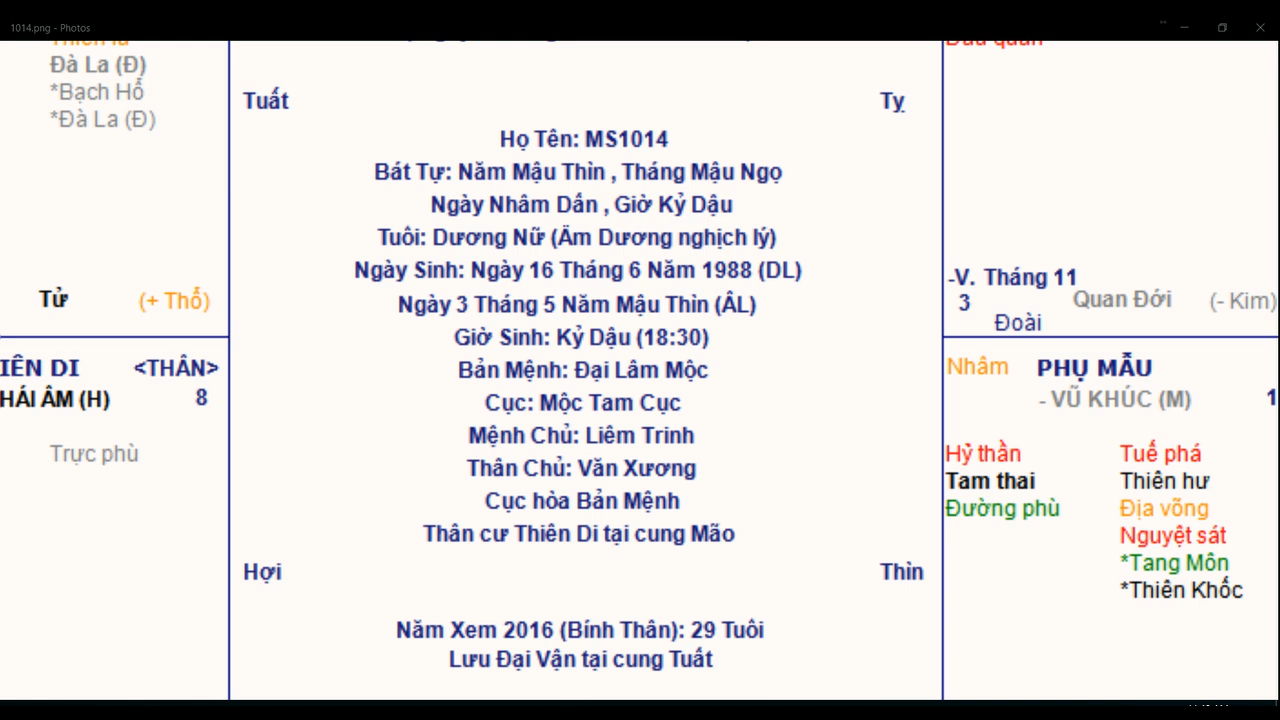 1014.png - Photos
Đà La (Đ)
*Bạch Hổ
*Đà La (Đ)
Tử (+ Thổ)
IÊN DI <THÂN>
HÁI ÂM (H) 8
Trực phù
Tuất Tỵ
Họ Tên: MS1014
Bát Tự: Năm Mậu Thìn , Tháng Mậu Ngọ
Ngày Nhâm Dần , Giờ Kỷ Dậu
Tuổi: Dương Nữ (Âm Dương nghịch lý)
Ngày Sinh: Ngày 16 Tháng 6 Năm 1988 (DL)
Ngày 3 Tháng 5 Năm Mậu Thìn (ÂL)
Giờ Sinh: Kỷ Dậu (18:30)
Bản Mệnh: Đại Lâm Mộc
Cục: Mộc Tam Cục
Mệnh Chủ: Liêm Trinh
Thân Chủ: Văn Xương
Cục hòa Bản Mệnh
Thân cư Thiên Di tại cung Mão
Hợi Thìn
Năm Xem 2016 (Bính Thân): 29 Tuổi
Lưu Đại Vận tại cung Tuất
-V. Tháng 11
3 Quan Đới (- Kim)
Đoài
Nhâm PHỤ MẪU
- VŨ KHÚC (M) 1
Hỷ thần Tuế phá
Tam thai Thiên hư
Đường phù Địa võng
Nguyệt sát
*Tang Môn
*Thiên Khốc